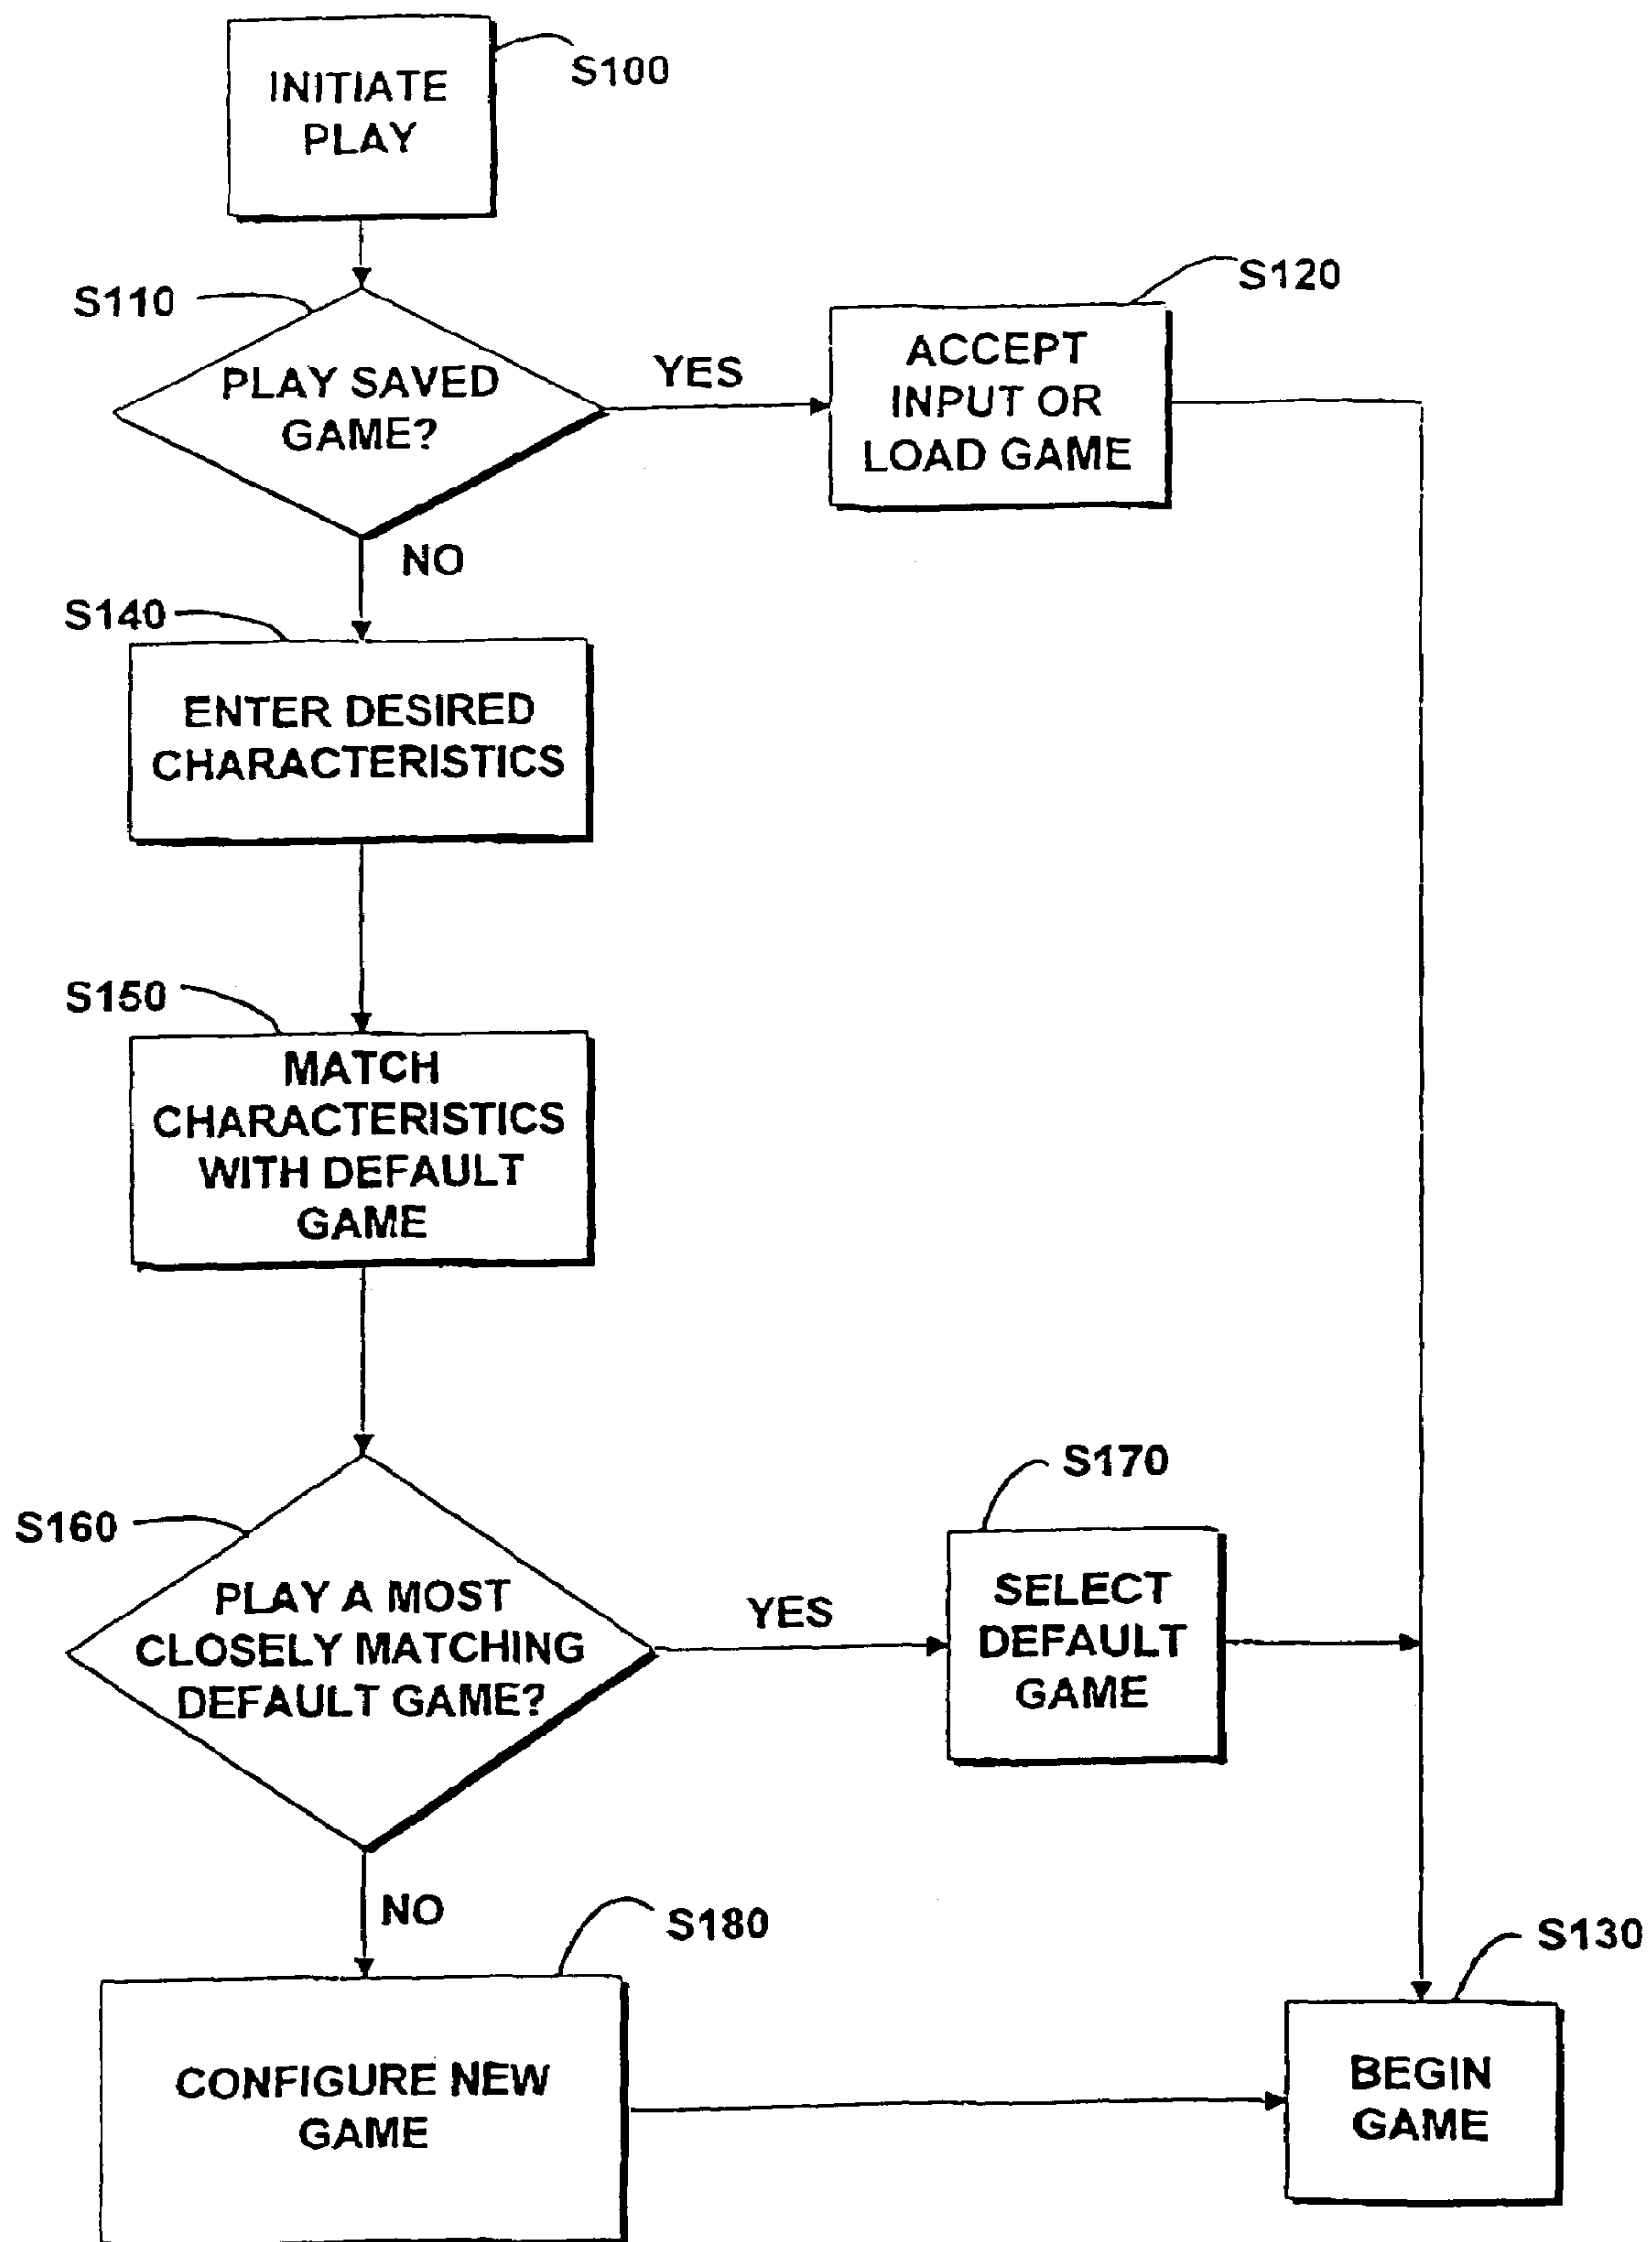 INITIATE
PLAY
S100
S110
PLAY SAVED
GAME?
YES
S120
ACCEPT
INPUT OR
LOAD GAME
NO
S140
ENTER DESIRED
CHARACTERISTICS
S150
MATCH
CHARACTERISTICS
WITH DEFAULT
GAME
S160
PLAY A MOST
CLOSELY MATCHING
DEFAULT GAME?
YES
S170
SELECT
DEFAULT
GAME
NO
S180
CONFIGURE NEW
GAME
S130
BEGIN
GAME